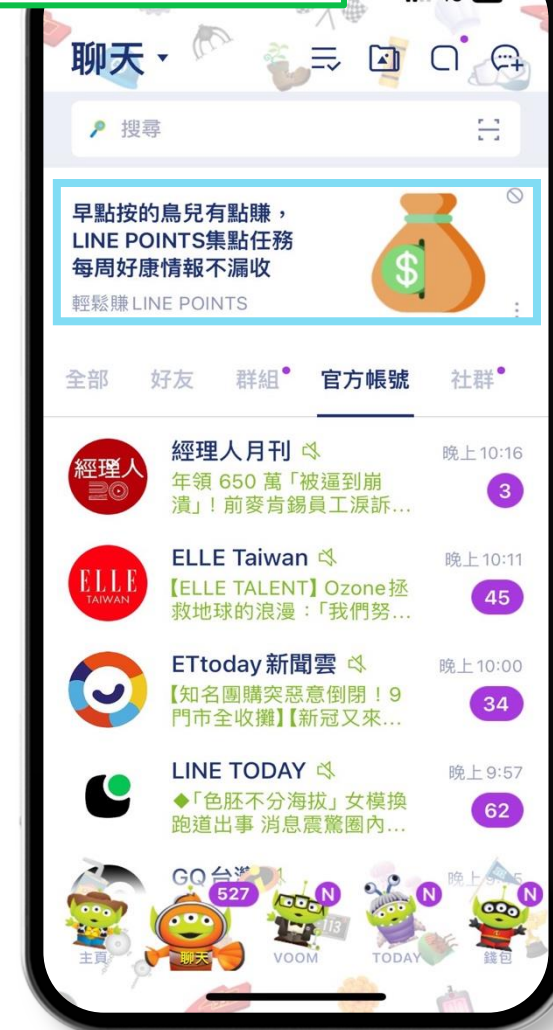 聊天
搜尋
早點按的鳥兒有點賺，
LINE POINTS集點任務
每周好康情報不漏收
輕鬆賺LINE POINTS
$
全部 好友 群組 官方帳號 社群
經理人
經理人月刊 晚上10:16
年領 650 萬「被逼到崩
潰」！前麥肯錫員工淚訴... 3
ELLE
TAIWAN
ELLE Taiwan 晚上10:11
【ELLE TALENT】Ozone拯
救地球的浪漫：「我們努... 45
ETtoday新聞雲 晚上10:00
【知名團購突惡意倒閉！9
門市全收攤】【新冠又來... 34
LINE TODAY 晚上9:57
◆「色胚不分海拔」女模換
跑道出事 消息震驚圈內... 62
GQ台灣
527 N N N
113
主頁 聊天 VOOM TODAY 錢包